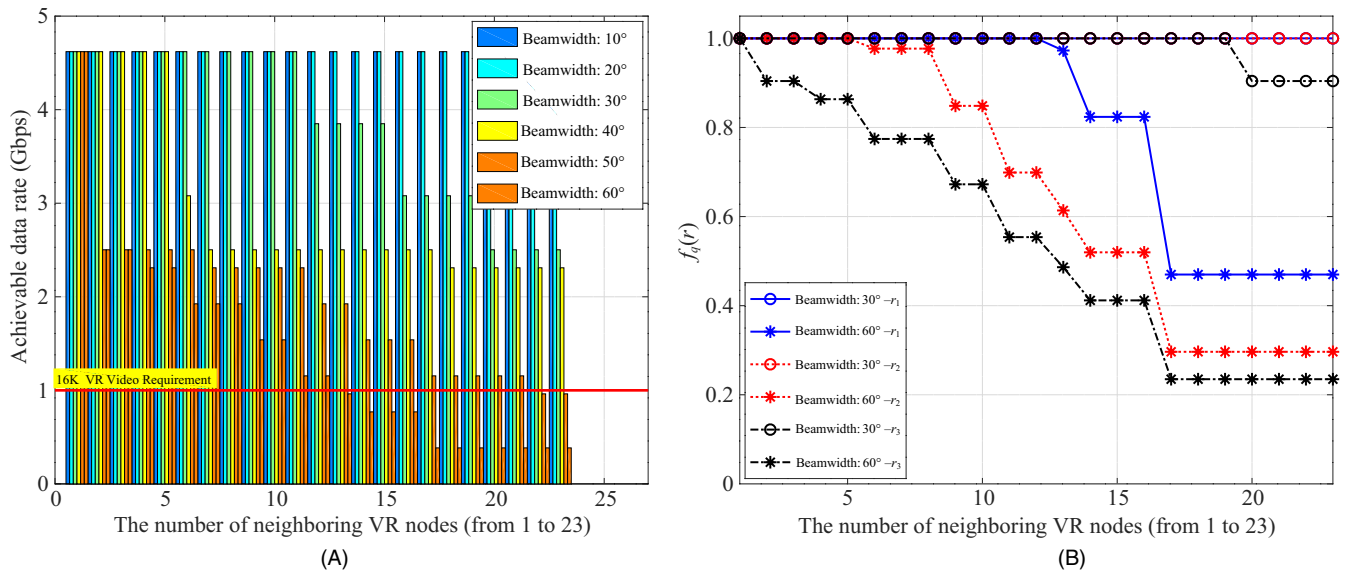 5
4
3
2
1
0
Achievable data rate (Gbps)
Beamwidth: 10°
Beamwidth: 20°
Beamwidth: 30°
Beamwidth: 40°
Beamwidth: 50°
Beamwidth: 60°
16K VR Video Requirement
0 5 10 15 20 25
The number of neighboring VR nodes (from 1 to 23)
(A)
1.0
0.8
0.6
0.4
0.2
0
f_q(r)
Beamwidth: 30° –r₁
Beamwidth: 60° –r₁
Beamwidth: 30° –r₂
Beamwidth: 60° –r₂
Beamwidth: 30° –r₃
Beamwidth: 60° –r₃
5 10 15 20
The number of neighboring VR nodes (from 1 to 23)
(B)